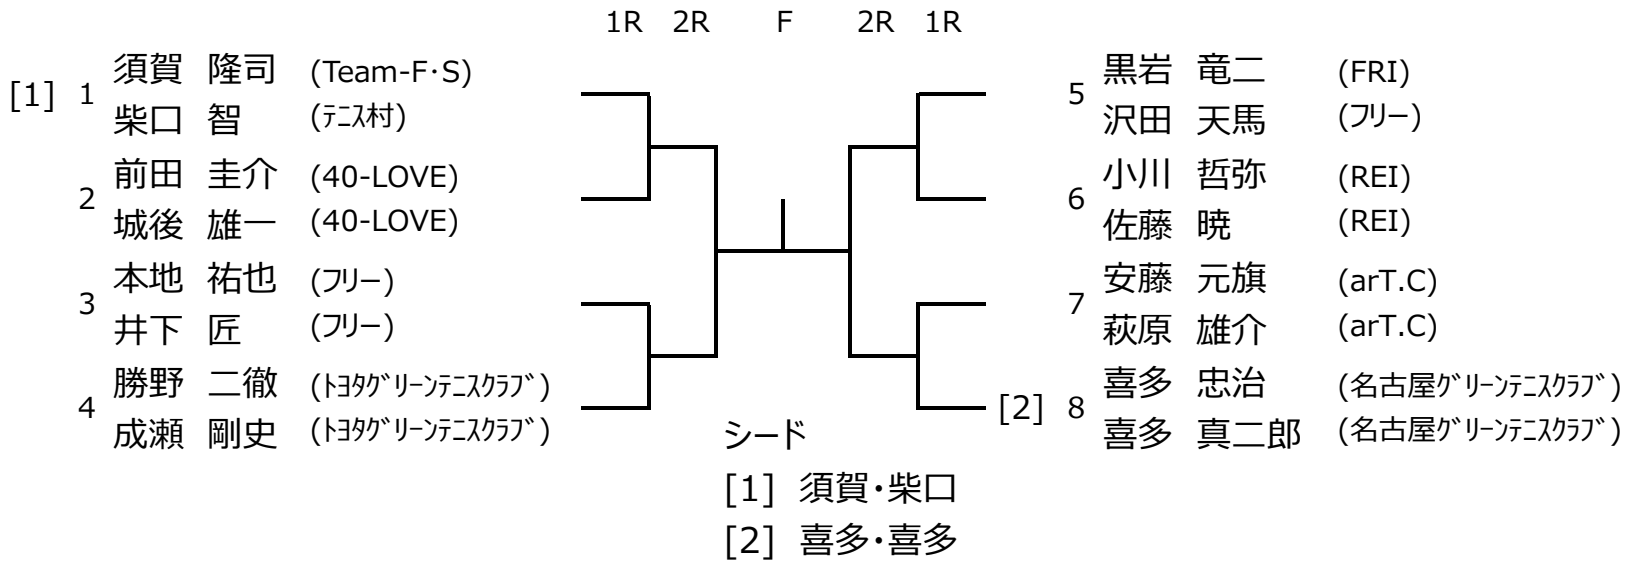 1R 2R F 2R 1R
[1] 1 須賀 隆司 (Team-F・S)
柴口 智 (ﾃﾆｽ村)
2 前田 圭介 (40-LOVE)
城後 雄一 (40-LOVE)
3 本地 祐也 (ﾌﾘｰ)
井下 匠 (ﾌﾘｰ)
4 勝野 二徹 (ﾄﾖﾀｸﾞﾘｰﾝﾃﾆｽｸﾗﾌﾞ)
成瀬 剛史 (ﾄﾖﾀｸﾞﾘｰﾝﾃﾆｽｸﾗﾌﾞ)
5 黒岩 竜二 (FRI)
沢田 天馬 (ﾌﾘｰ)
6 小川 哲弥 (REI)
佐藤 暁 (REI)
7 安藤 元旗 (arT.C)
萩原 雄介 (arT.C)
[2] 8 喜多 忠治 (名古屋ｸﾞﾘｰﾝﾃﾆｽｸﾗﾌﾞ)
喜多 真二郎 (名古屋ｸﾞﾘｰﾝﾃﾆｽｸﾗﾌﾞ)
シード
[1] 須賀・柴口
[2] 喜多・喜多